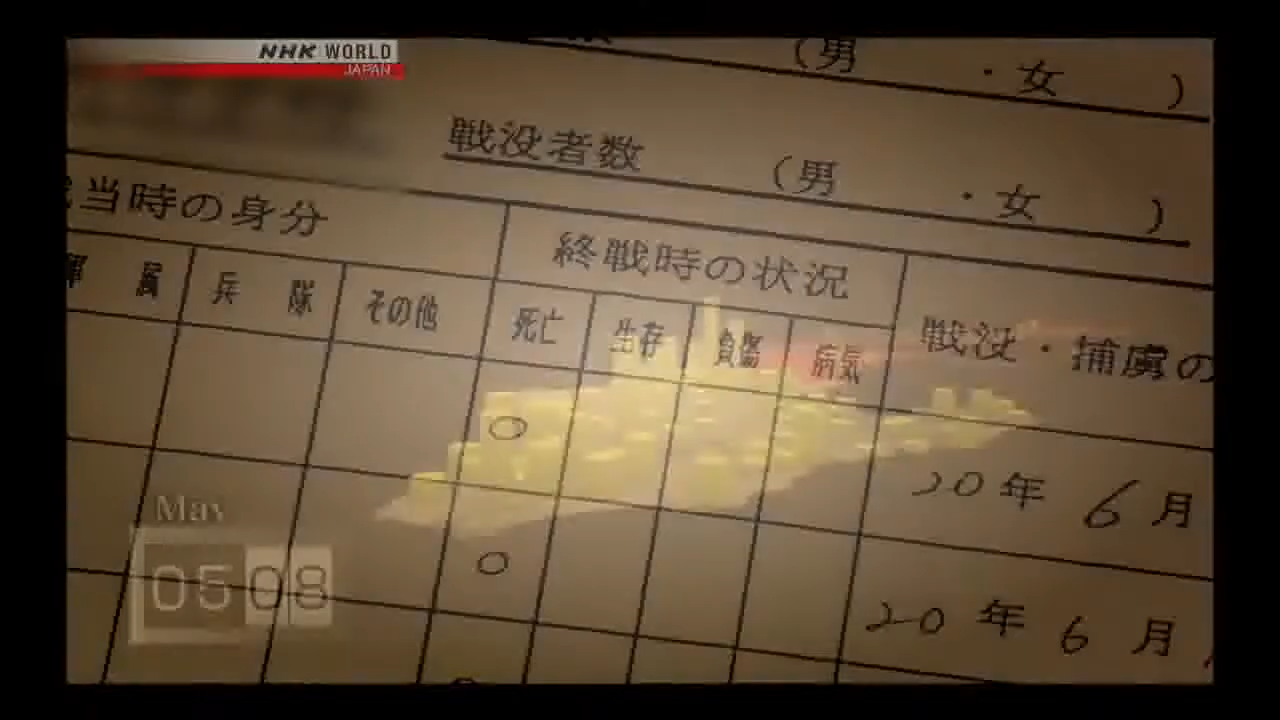 NHK WORLD
JAPAN
(男 ・女 )
戦没者数 (男 ・女 )
当時の身分 終戦時の状況
属 兵 隊 その他 死亡 生存 負傷 病気 戦没・捕虜の
○ 20年 6月
○ 20年 6月
May
05 08